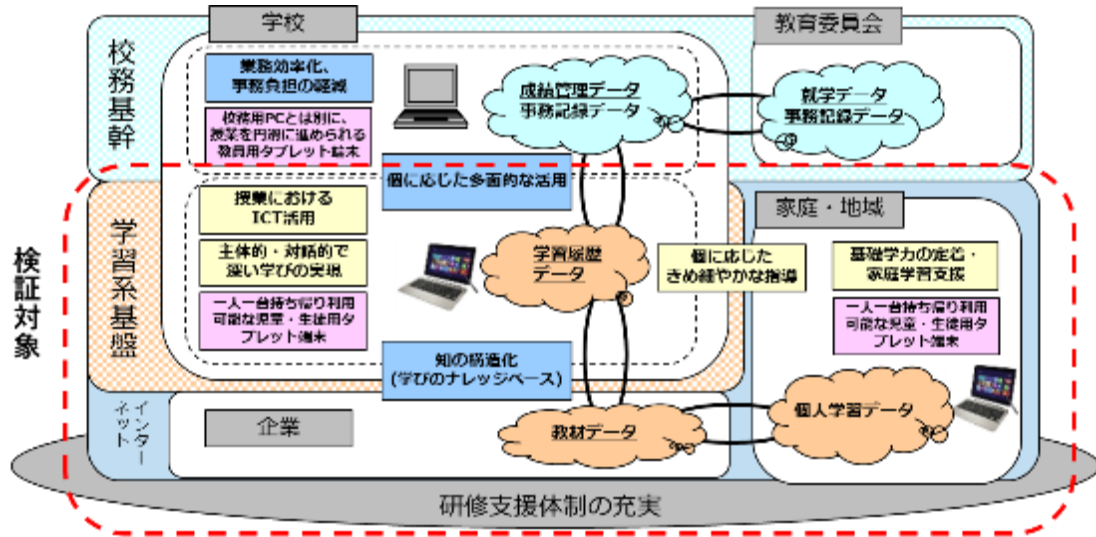 学校
教育委員会
校務基幹
業務効率化、
事務負担の軽減
校務用PCとは別に、
授業を円滑に進められる
教員用タブレット端末
成績管理データ
事務記録データ
就学データ
事務記録データ
個に応じた多面的な活用
検証対象
学習系基盤
授業における
ICT活用
主体的・対話的で
深い学びの実現
一人一台持ち帰り利用
可能な児童・生徒用タ
ブレット端末
学習履歴
データ
個に応じた
きめ細やかな指導
家庭・地域
基礎学力の定着・
家庭学習支援
一人一台持ち帰り利用
可能な児童・生徒用タ
ブレット端末
知の構造化
(学びのナレッジベース)
インター
ネット
企業
教材データ
個人学習データ
研修支援体制の充実